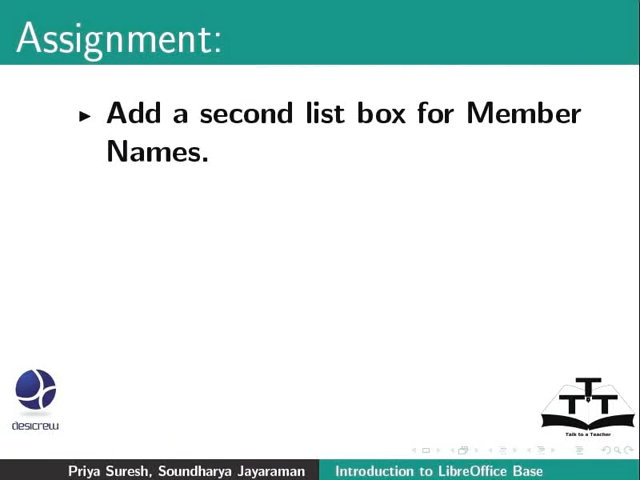 Assignment:
Add a second list box for Member
Names.
desicrew
TTT
Talk to a Teacher
Priya Suresh, Soundharya Jayaraman
Introduction to LibreOffice Base